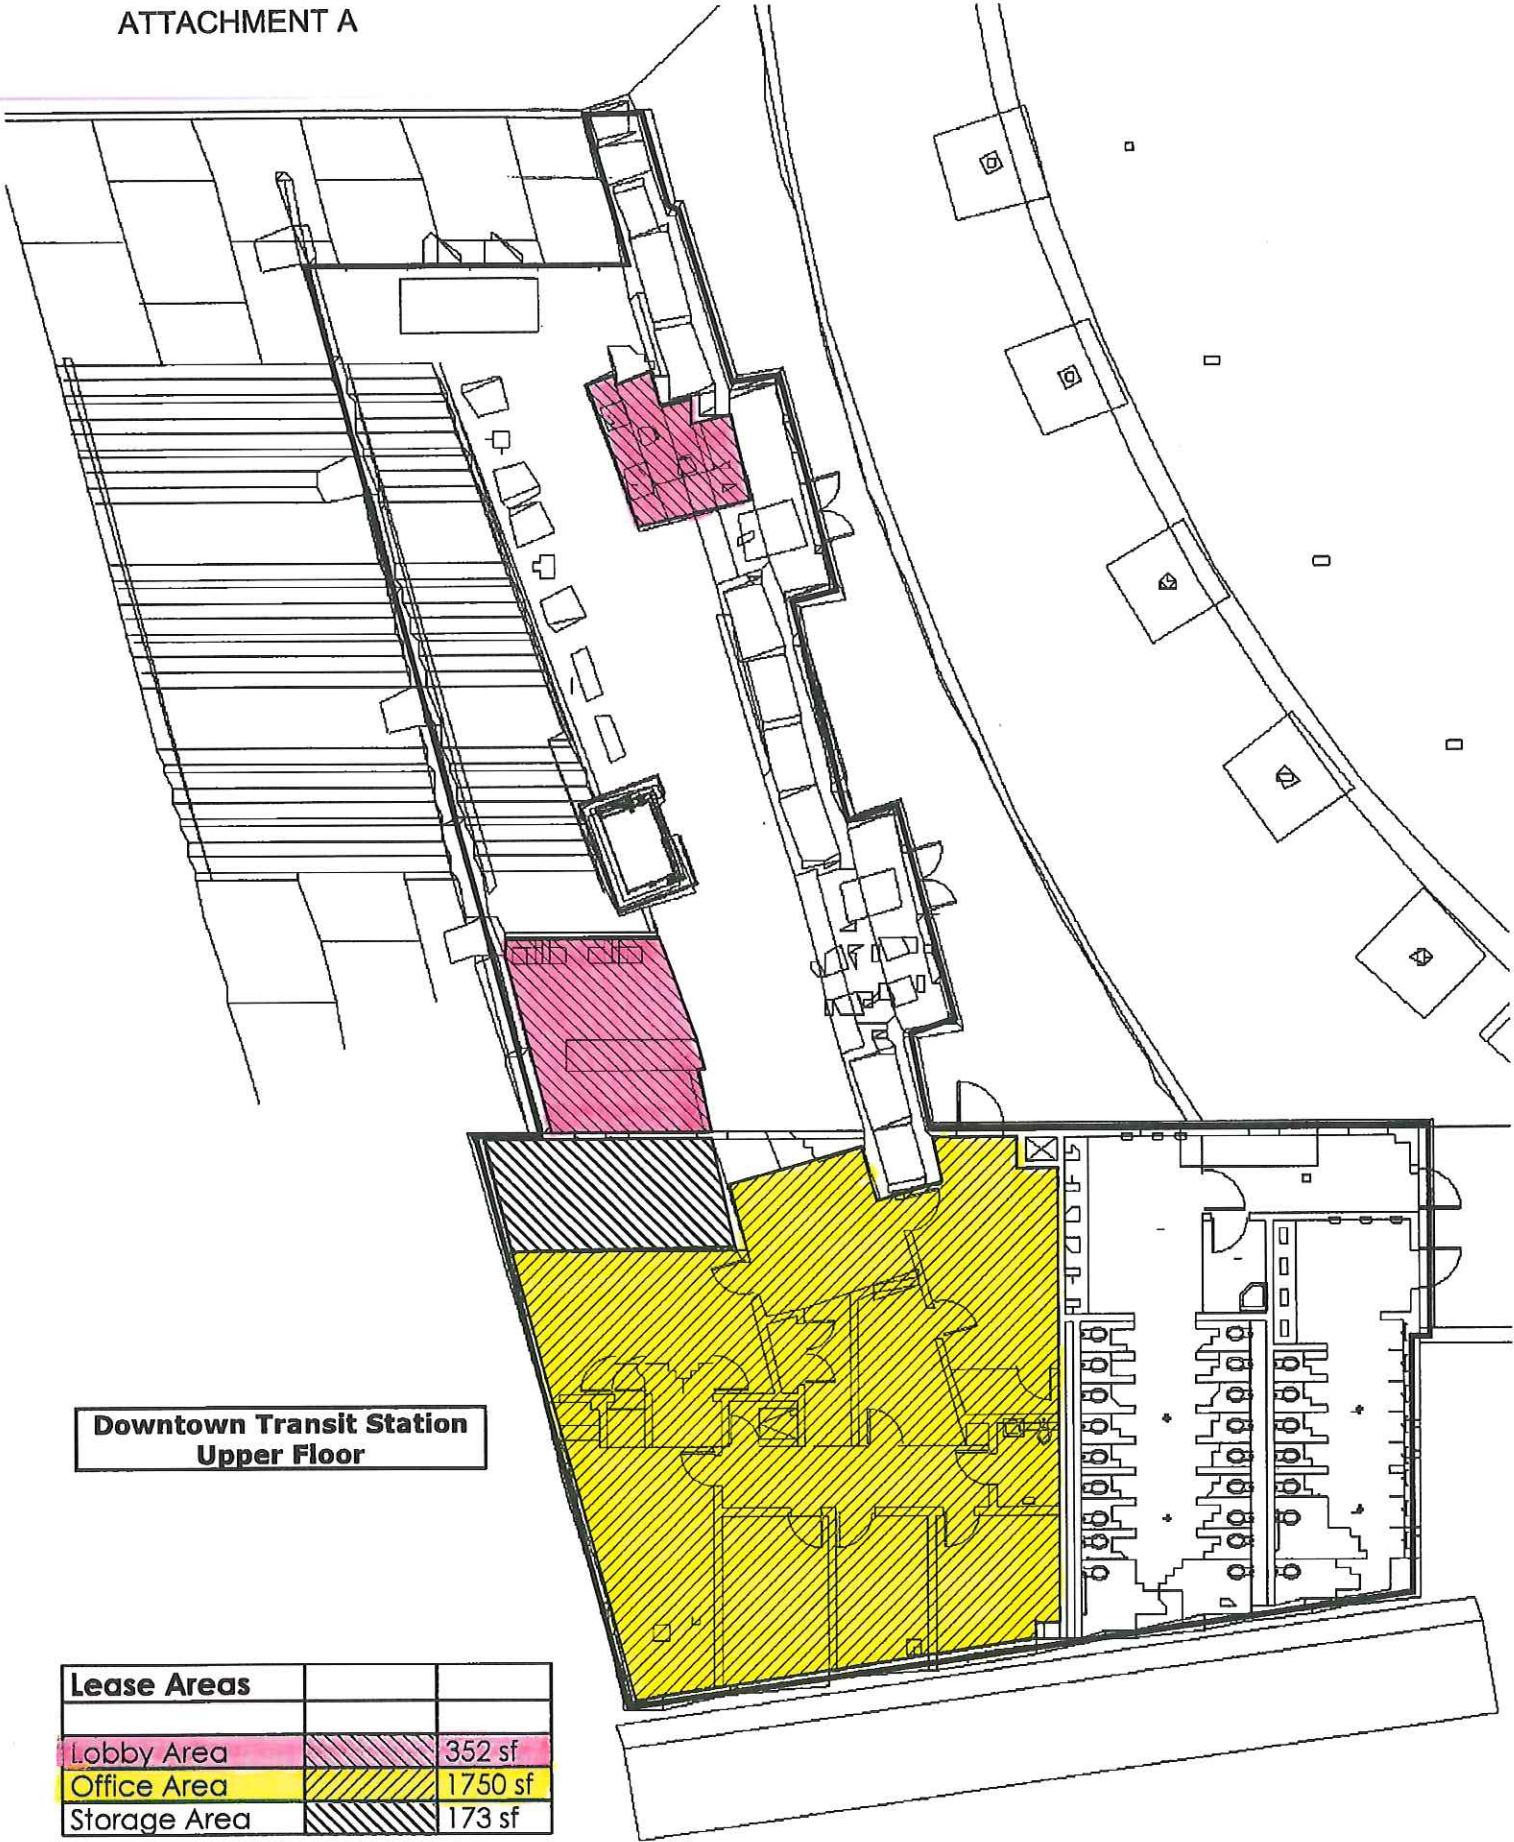 ATTACHMENT A
Downtown Transit Station
Upper Floor
Lease Areas
Lobby Area 352 sf
Office Area 1750 sf
Storage Area 173 sf